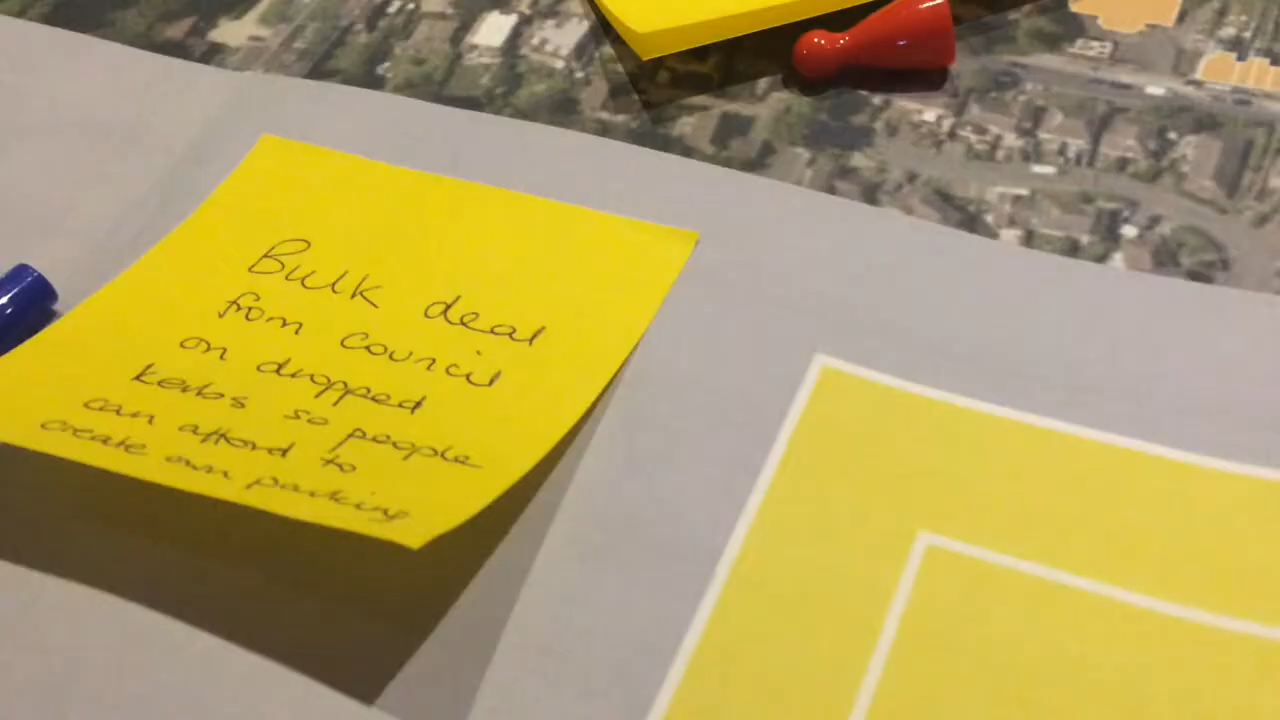 Bulk deal
from council
on dropped
kerbs so people
can afford to
create own parking